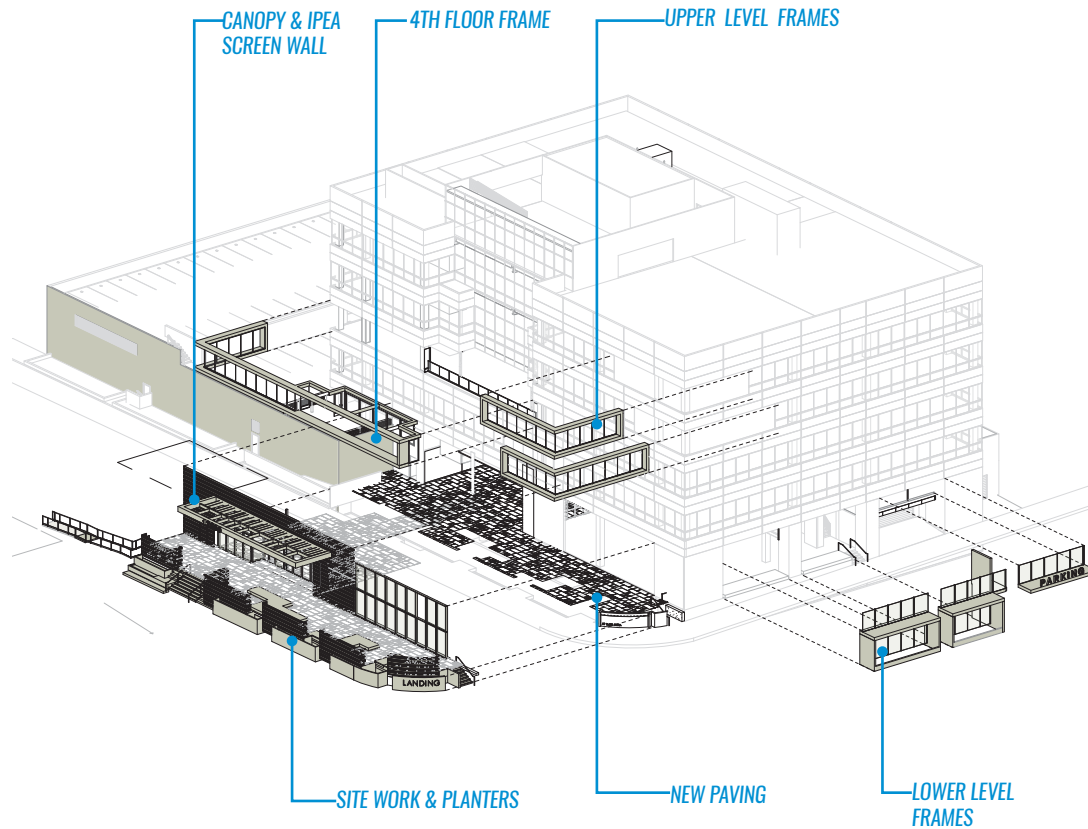 CANOPY & IPEA
SCREEN WALL
4TH FLOOR FRAME
UPPER LEVEL FRAMES
PARKING
LANDING
SITE WORK & PLANTERS
NEW PAVING
LOWER LEVEL
FRAMES